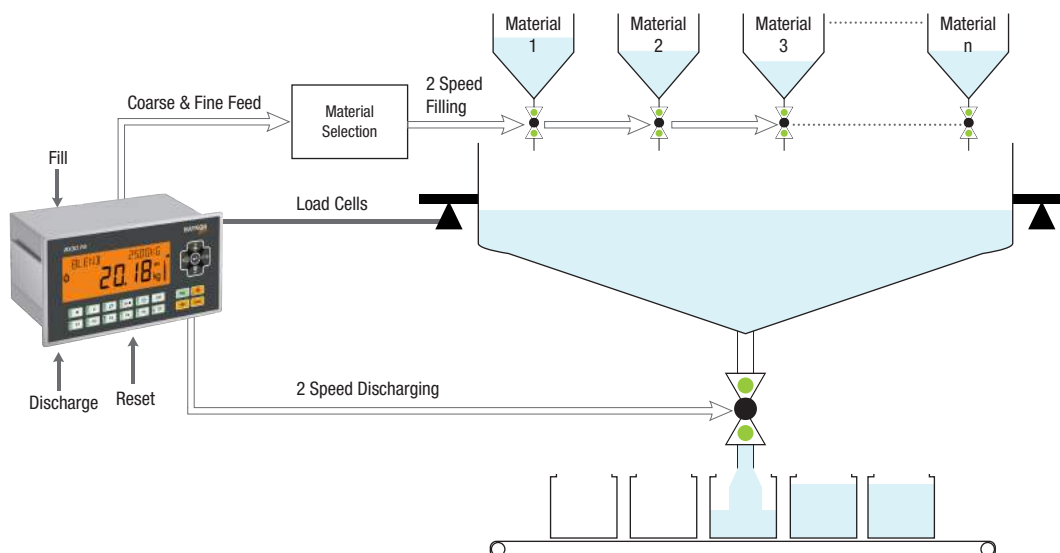 Material
1
Material
2
Material
3
Material
n
2 Speed
Filling
Coarse & Fine Feed
Material
Selection
Fill
Load Cells
BLEND
20.18
kg
2 Speed Discharging
Discharge
Reset